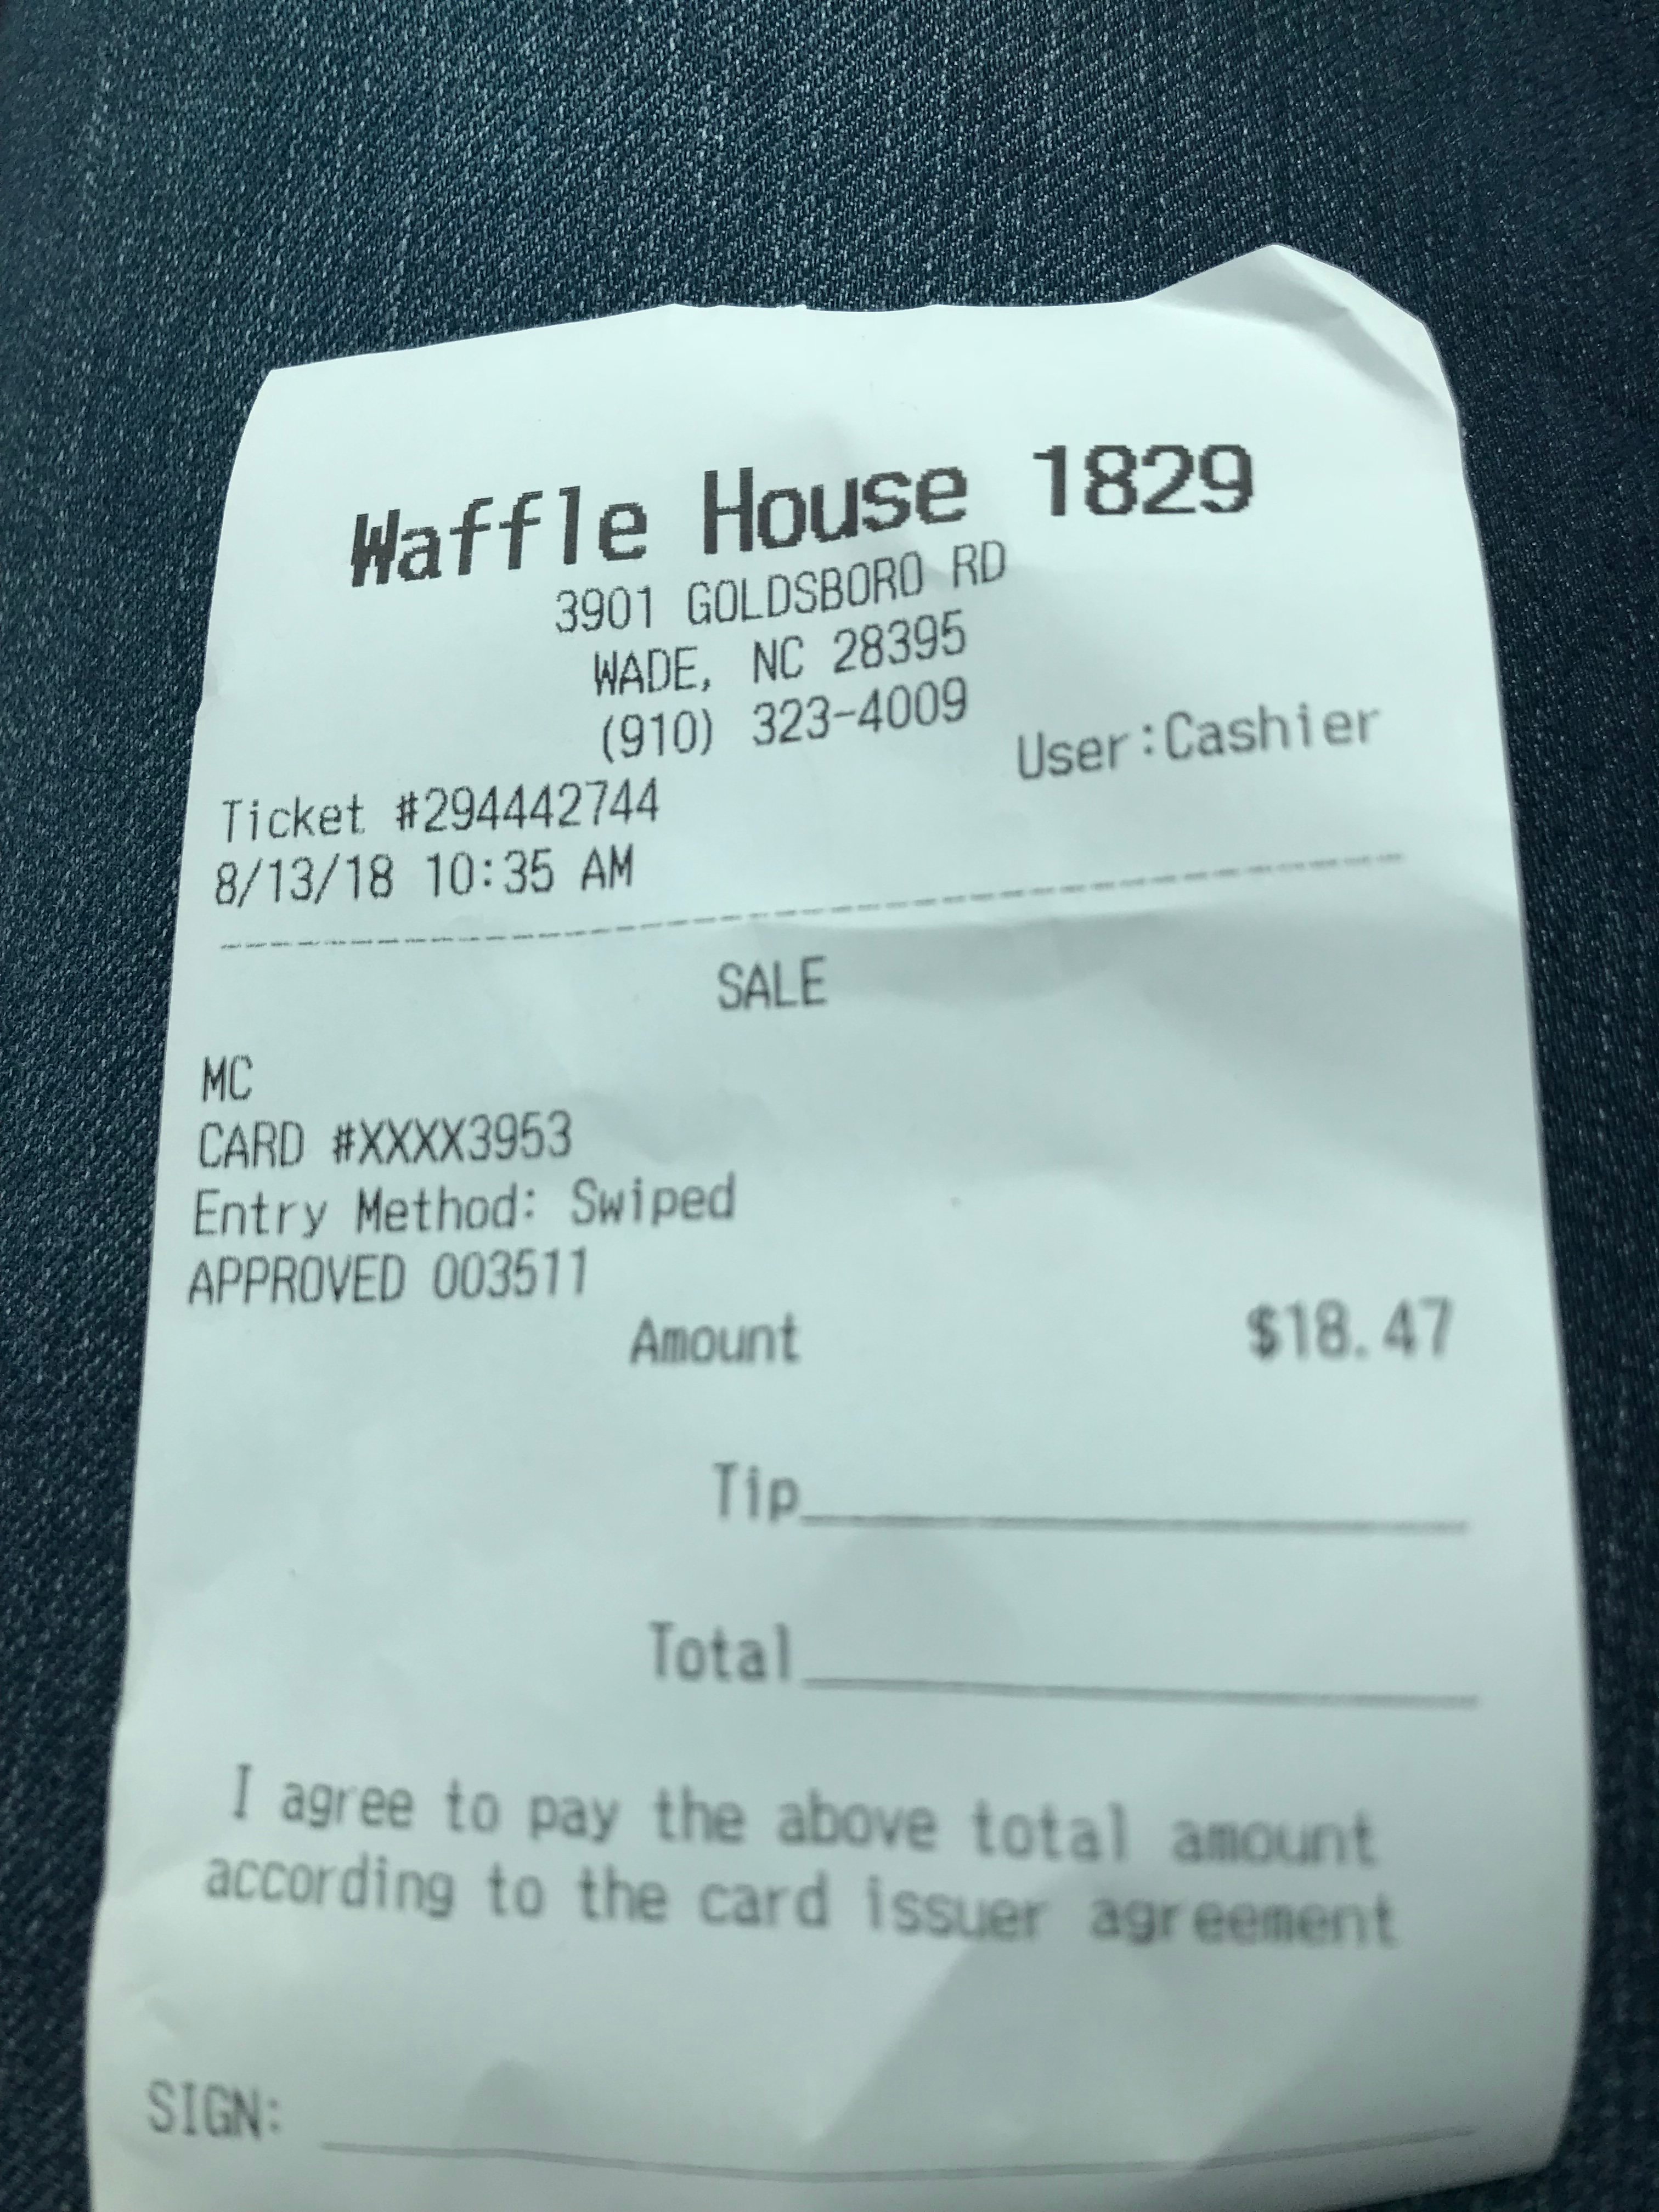 Waffle House 1829
3901 GOLDSBORO RD
WADE, NC 28395
(910) 323-4009
User:Cashier
Ticket #294442744
8/13/18 10:35 AM
SALE
MC
CARD #XXXX3953
Entry Method: Swiped
APPROVED 003511
Amount $18.47
Tip
Total
I agree to pay the above total amount
according to the card issuer agreement
SIGN: